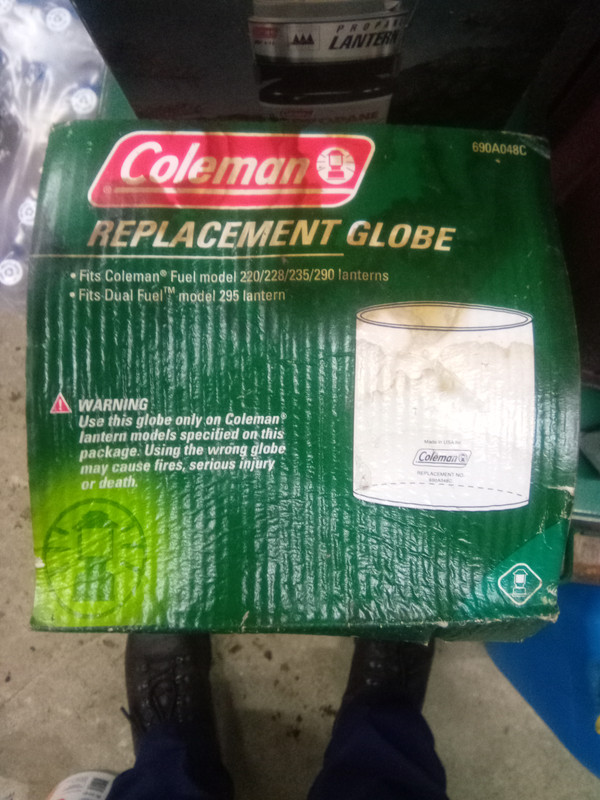 PROPANE
LANTERN
Coleman®
690A048C
REPLACEMENT GLOBE
• Fits Coleman® Fuel model 220/228/235/290 lanterns
• Fits Dual Fuel™ model 295 lantern
WARNING
Use this globe only on Coleman®
lantern models specified on this
package. Using the wrong globe
may cause fires, serious injury
or death.
Made in USA by
Coleman
REPLACEMENT NO.